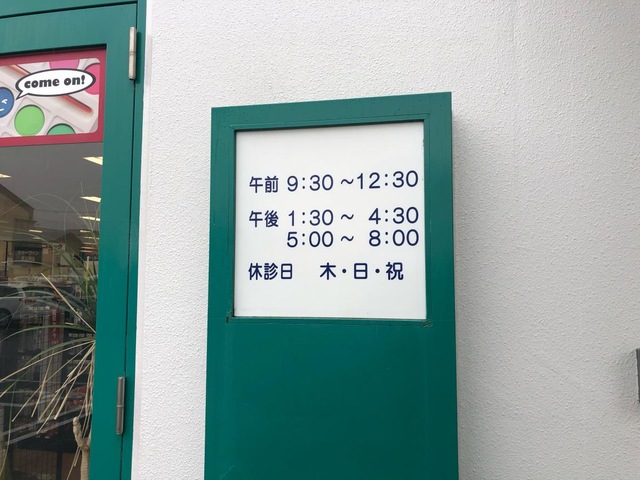 come on!
午前 9:30～12:30
午後 1:30～ 4:30
5:00～ 8:00
休診日 木・日・祝